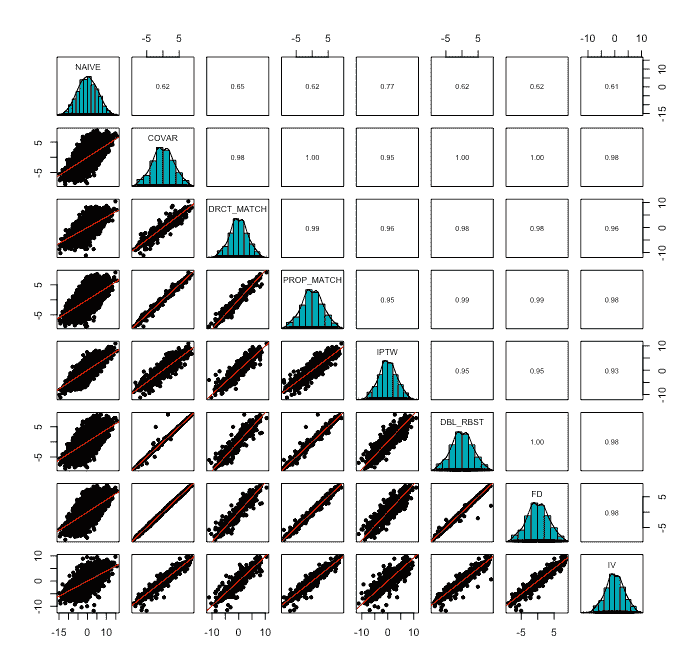 -5 5 -5 5 -5 5 -10 0 5 10
NAIVE 0.62 0.65 0.62 0.77 0.62 0.62 0.61 -15 0 10
-5 5 COVAR 0.98 1.00 0.95 1.00 1.00 0.98
DRCT_MATCH 0.99 0.96 0.98 0.98 0.96 -10 0 10
-5 5 PROP_MATCH 0.95 0.99 0.99 0.98
IPTW 0.95 0.95 0.93 -10 0 10
-5 5 DBL_RBST 1.00 0.98
FD 0.98 -5 5
-10 0 5 10 IV
-15 0 10 -10 0 10 -10 0 10 -5 5